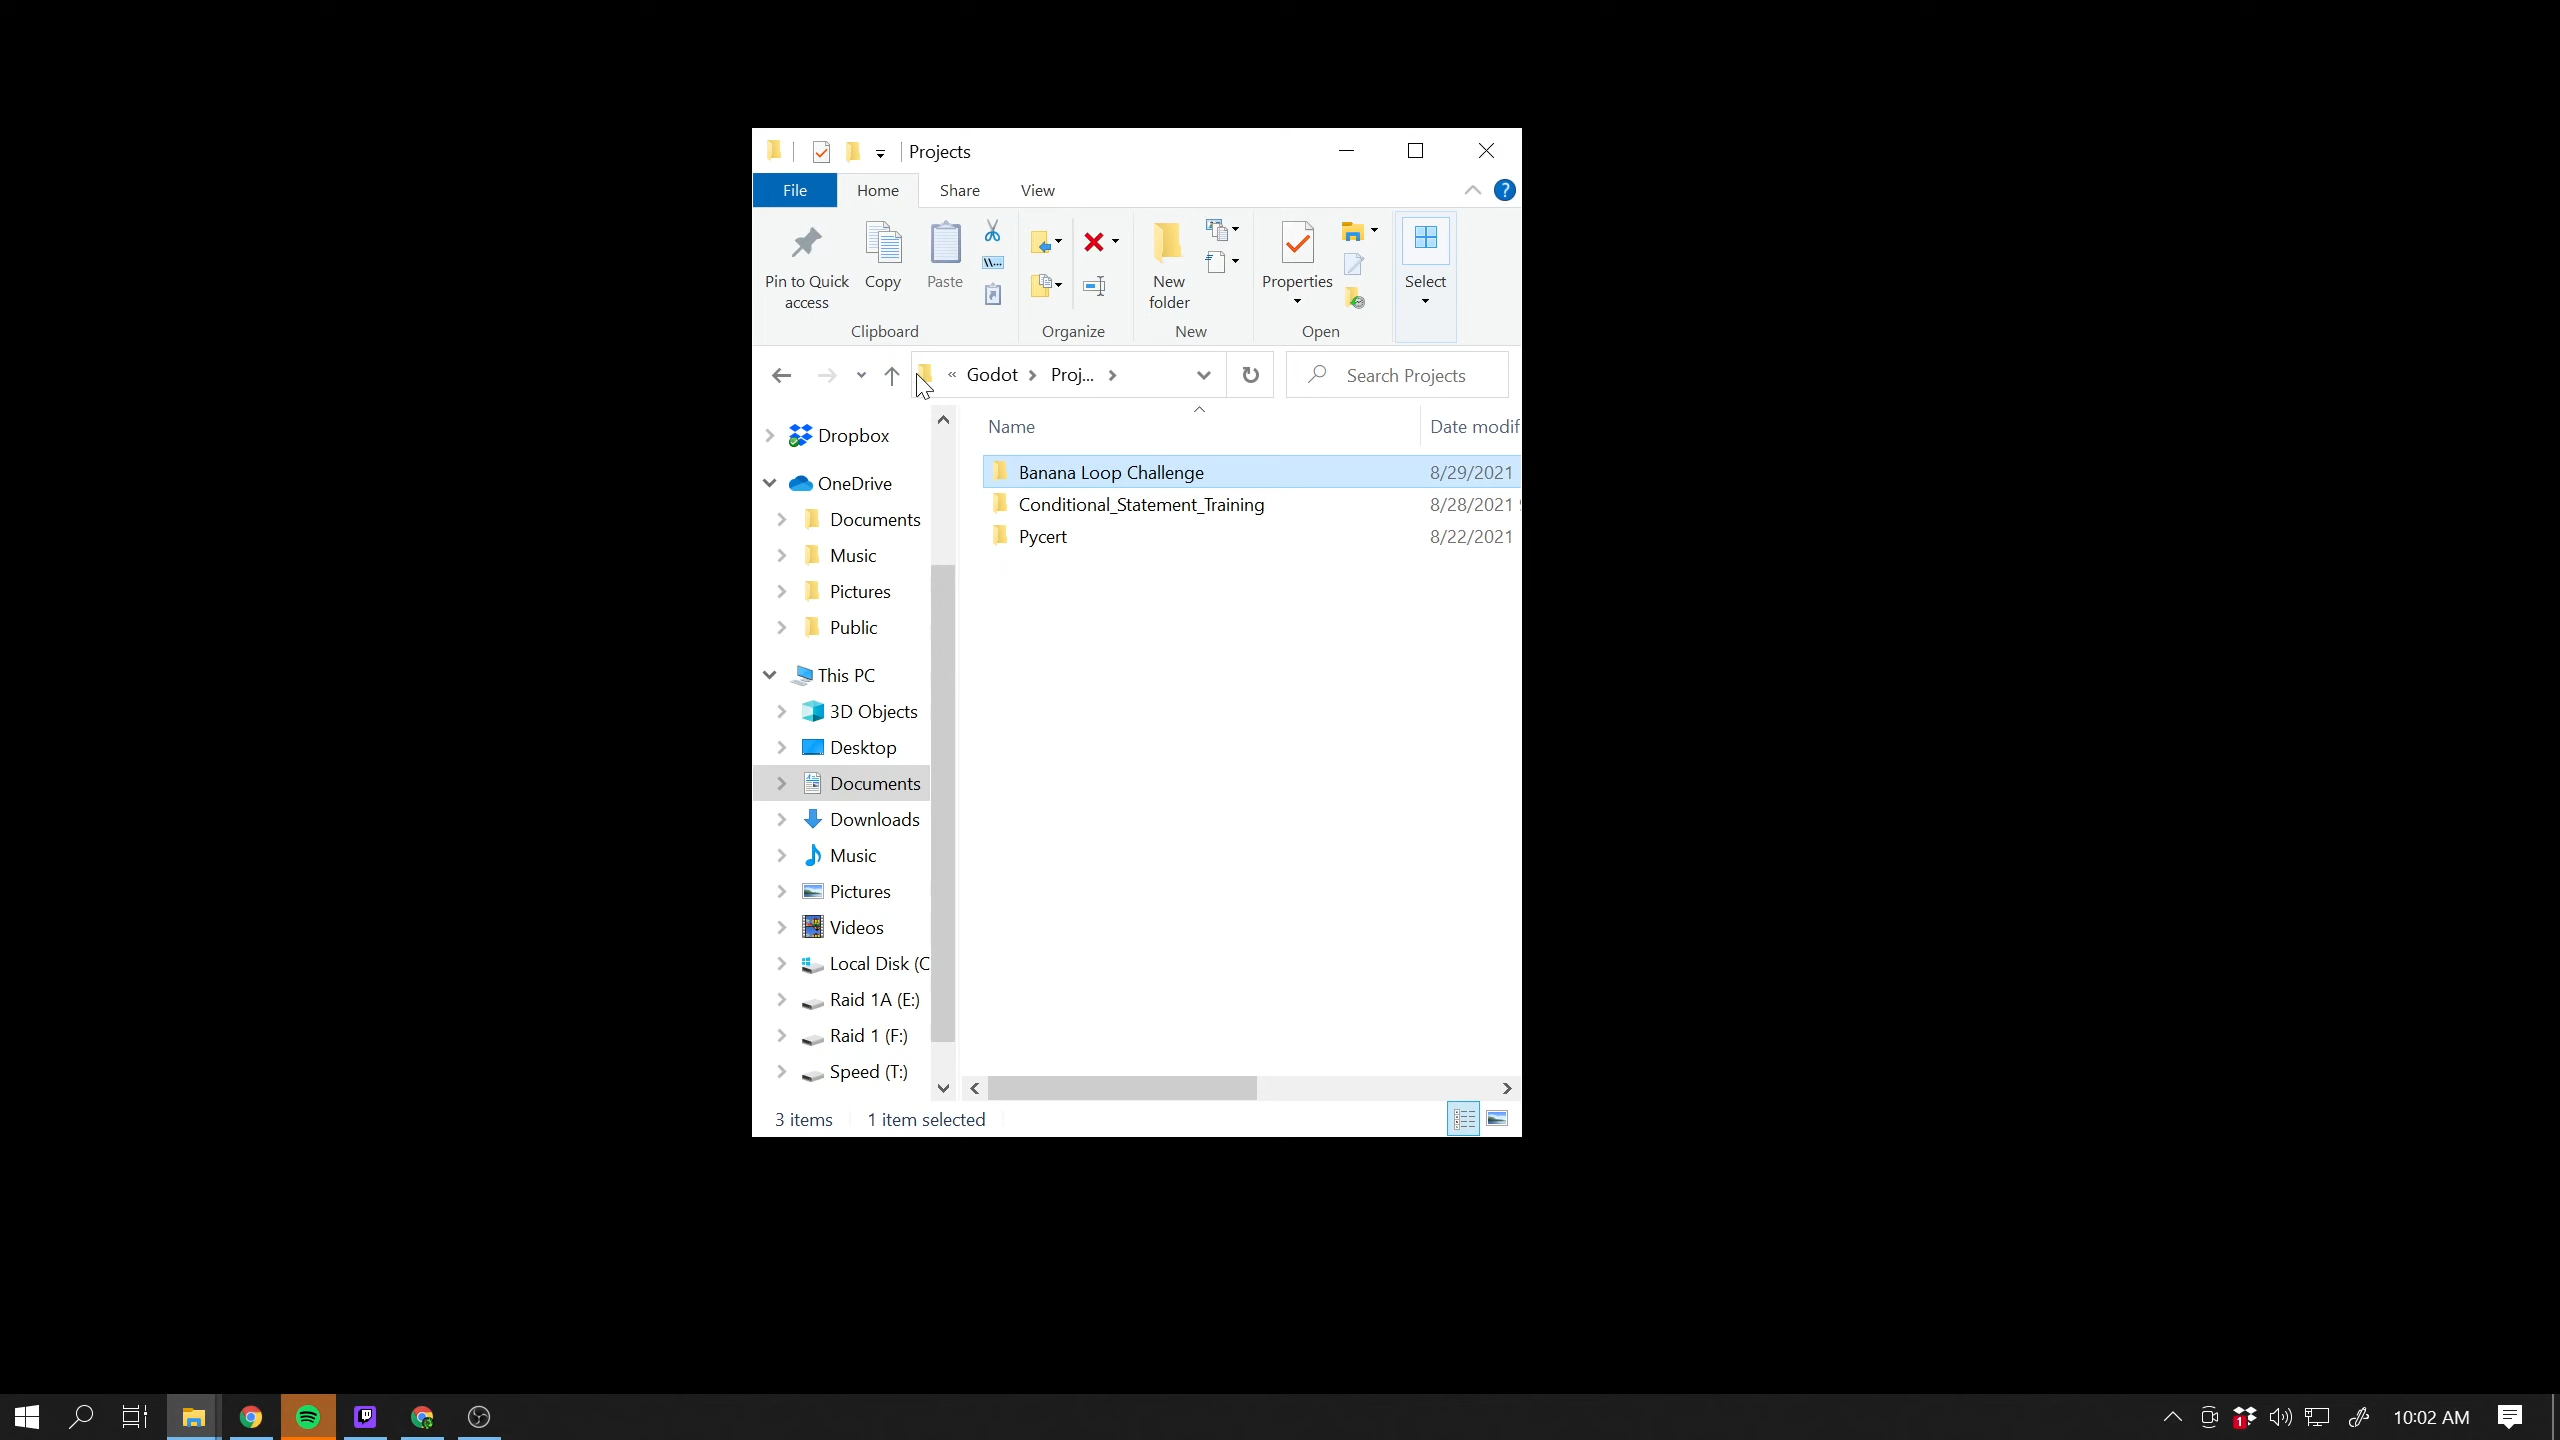 Projects
File Home Share View
Pin to Quick access
Copy
Paste
New folder
Properties
Select
Clipboard Organize New Open
« Godot Proj... Search Projects
Name Date modif
Dropbox
OneDrive
Documents
Music
Pictures
Public
This PC
3D Objects
Desktop
Documents
Downloads
Music
Pictures
Videos
Local Disk (C
Raid 1A (E:)
Raid 1 (F:)
Speed (T:)
Banana Loop Challenge 8/29/2021
Conditional_Statement_Training 8/28/2021
Pycert 8/22/2021
3 items 1 item selected
10:02 AM